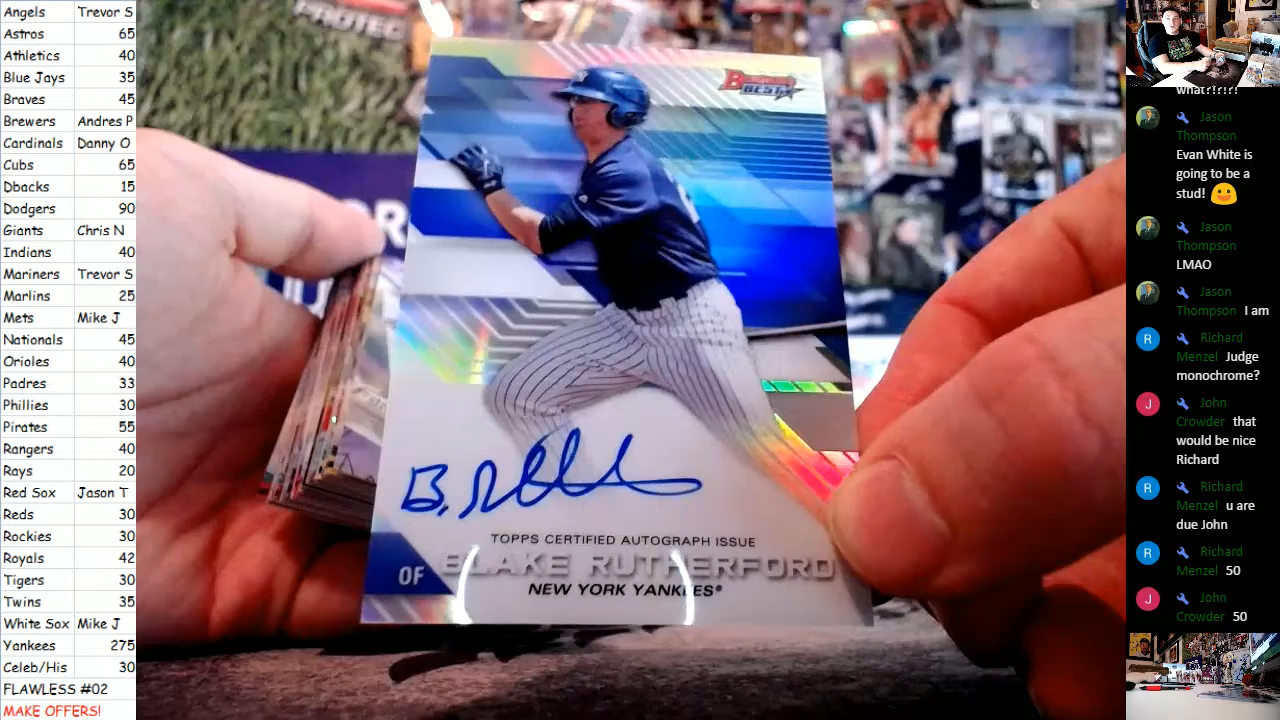 Angels Trevor S
Astros 65
Athletics 40
Blue Jays 35
Braves 45
Brewers Andres P
Cardinals Danny O
Cubs 65
Dbacks 15
Dodgers 90
Giants Chris N
Indians 40
Mariners Trevor S
Marlins 25
Mets Mike J
Nationals 45
Orioles 40
Padres 33
Phillies 30
Pirates 55
Rangers 40
Rays 20
Red Sox Jason T
Reds 30
Rockies 30
Royals 42
Tigers 30
Twins 35
White Sox Mike J
Yankees 275
Celeb/His 30
FLAWLESS #02
MAKE OFFERS!
Bowman's
BEST
B.
TOPPS CERTIFIED AUTOGRAPH ISSUE
OF
BLAKE RUTHERFORD
NEW YORK YANKEES®
what?!?!?
Jason
Thompson
Evan White is
going to be a
stud!
Jason
Thompson
LMAO
Jason
Thompson I am
R
Richard
Menzel Judge
monochrome?
J
John
Crowder that
would be nice
Richard
R
Richard
Menzel u are
due John
R
Richard
Menzel 50
J
John
Crowder 50